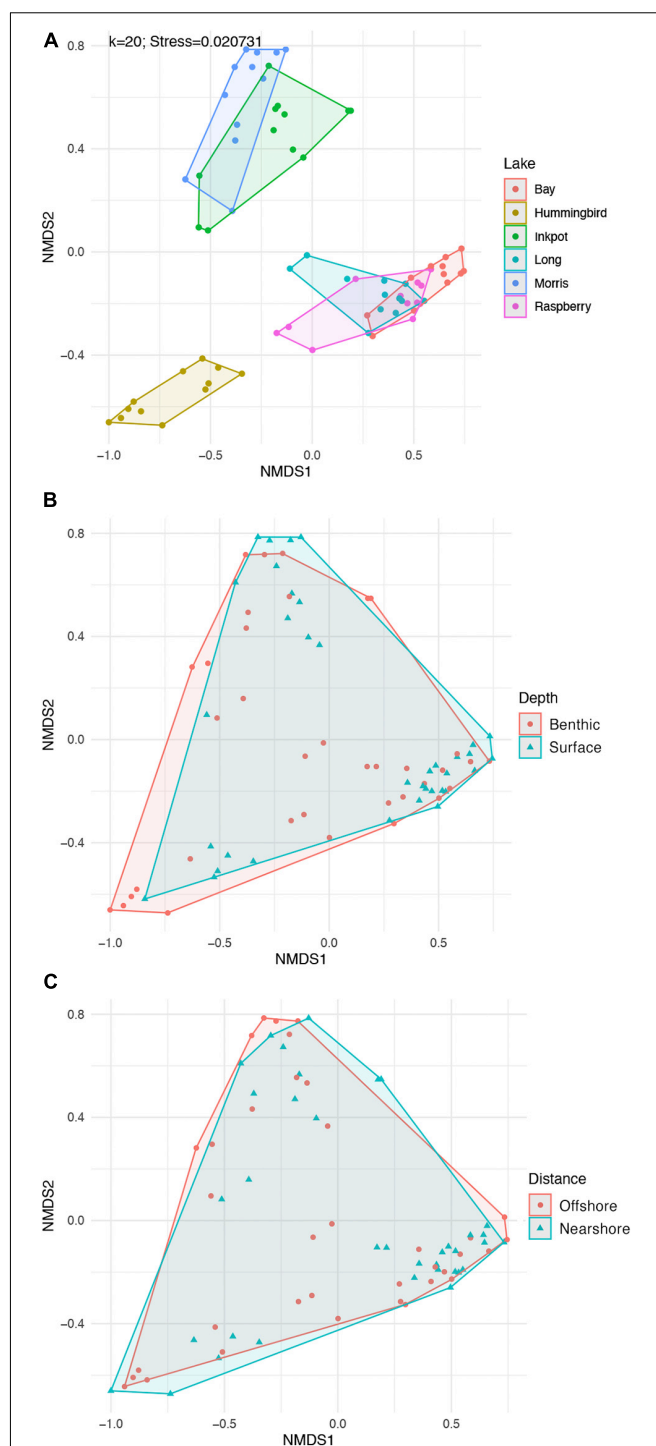 A
k=20; Stress=0.020731
0.8
0.4
0.0
−0.4
NMDS2
−1.0 −0.5 0.0 0.5
NMDS1
Lake
Bay
Hummingbird
Inkpot
Long
Morris
Raspberry
B
0.8
0.4
0.0
−0.4
NMDS2
−1.0 −0.5 0.0 0.5
NMDS1
Depth
Benthic
Surface
C
0.8
0.4
0.0
−0.4
NMDS2
−1.0 −0.5 0.0 0.5
NMDS1
Distance
Offshore
Nearshore